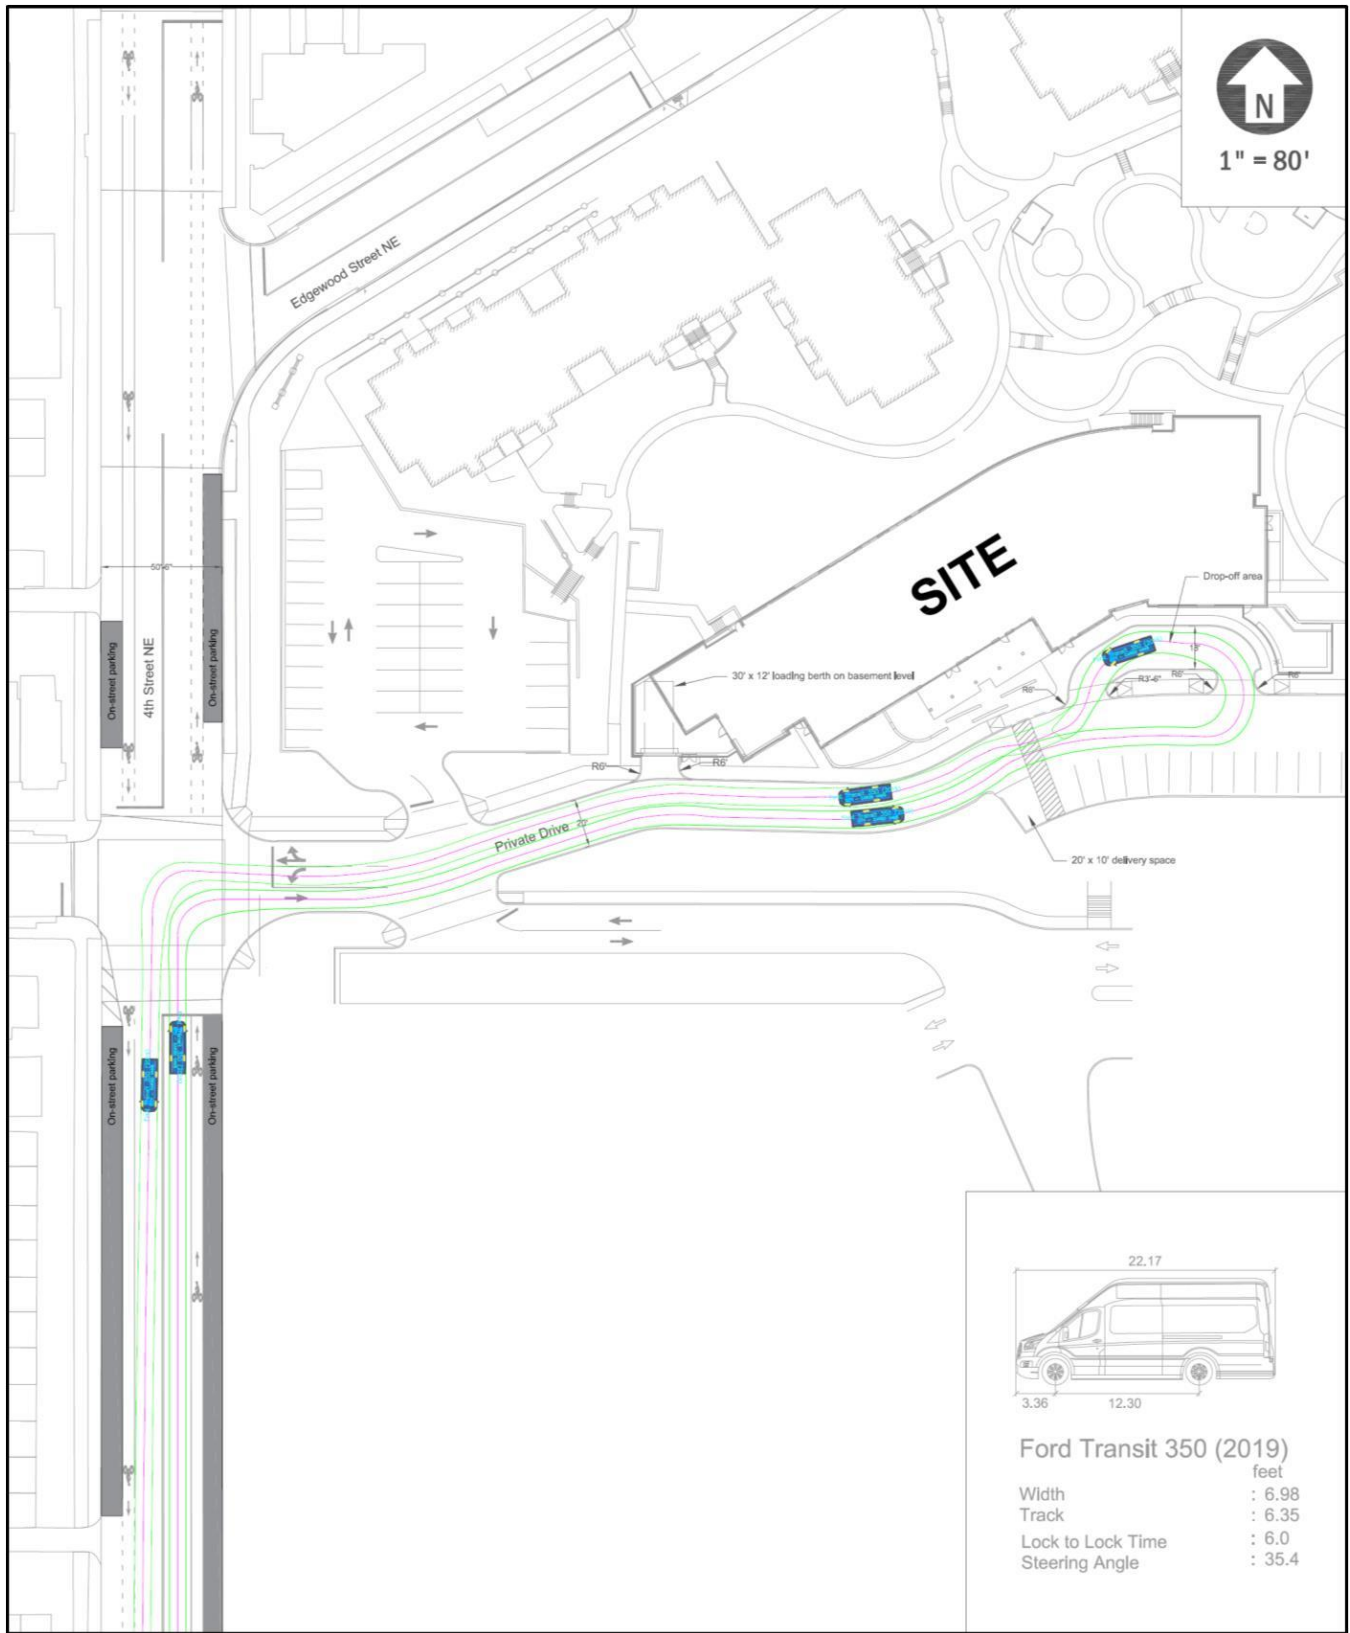 N
1" = 80'
Edgewood Street NE
50'-6"
SITE
Drop-off area
On-street parking
4th Street NE
On-street parking
30' x 12' loading berth on basement level
18'
R3'-6"
R6'
R6'
R6'
R6'
R6'
Private Drive
22'
20' x 10' delivery space
On-street parking
On-street parking
22.17
3.36
12.30
Ford Transit 350 (2019)
feet
Width : 6.98
Track : 6.35
Lock to Lock Time : 6.0
Steering Angle : 35.4